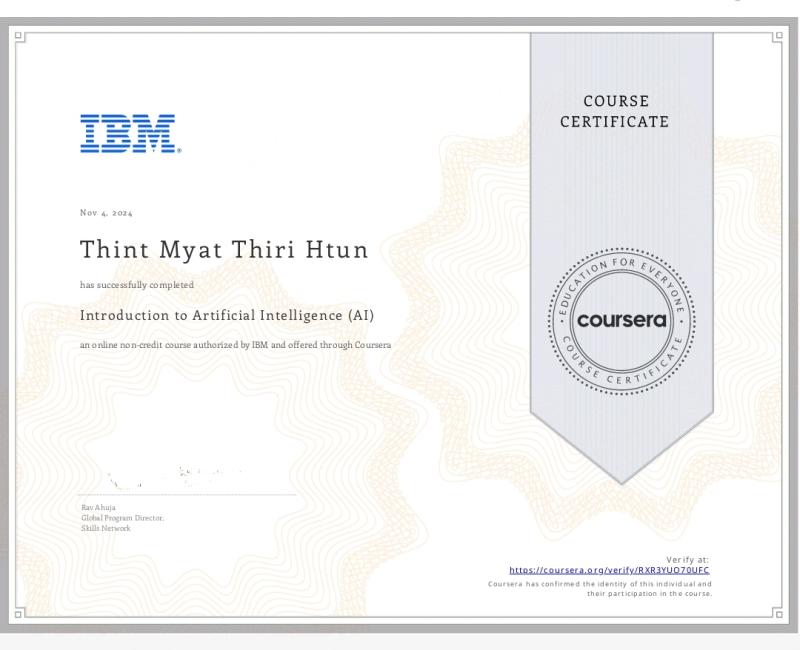 IBM®
COURSE
CERTIFICATE
Nov 4, 2024
Thint Myat Thiri Htun
has successfully completed
Introduction to Artificial Intelligence (AI)
an online non-credit course authorized by IBM and offered through Coursera
EDUCATION FOR EVERYONE
coursera
COURSE CERTIFICATE
Rav Ahuja
Global Program Director,
Skills Network
Verify at:
https://coursera.org/verify/RXR3YUO70UFC
Coursera has confirmed the identity of this individual and
their participation in the course.